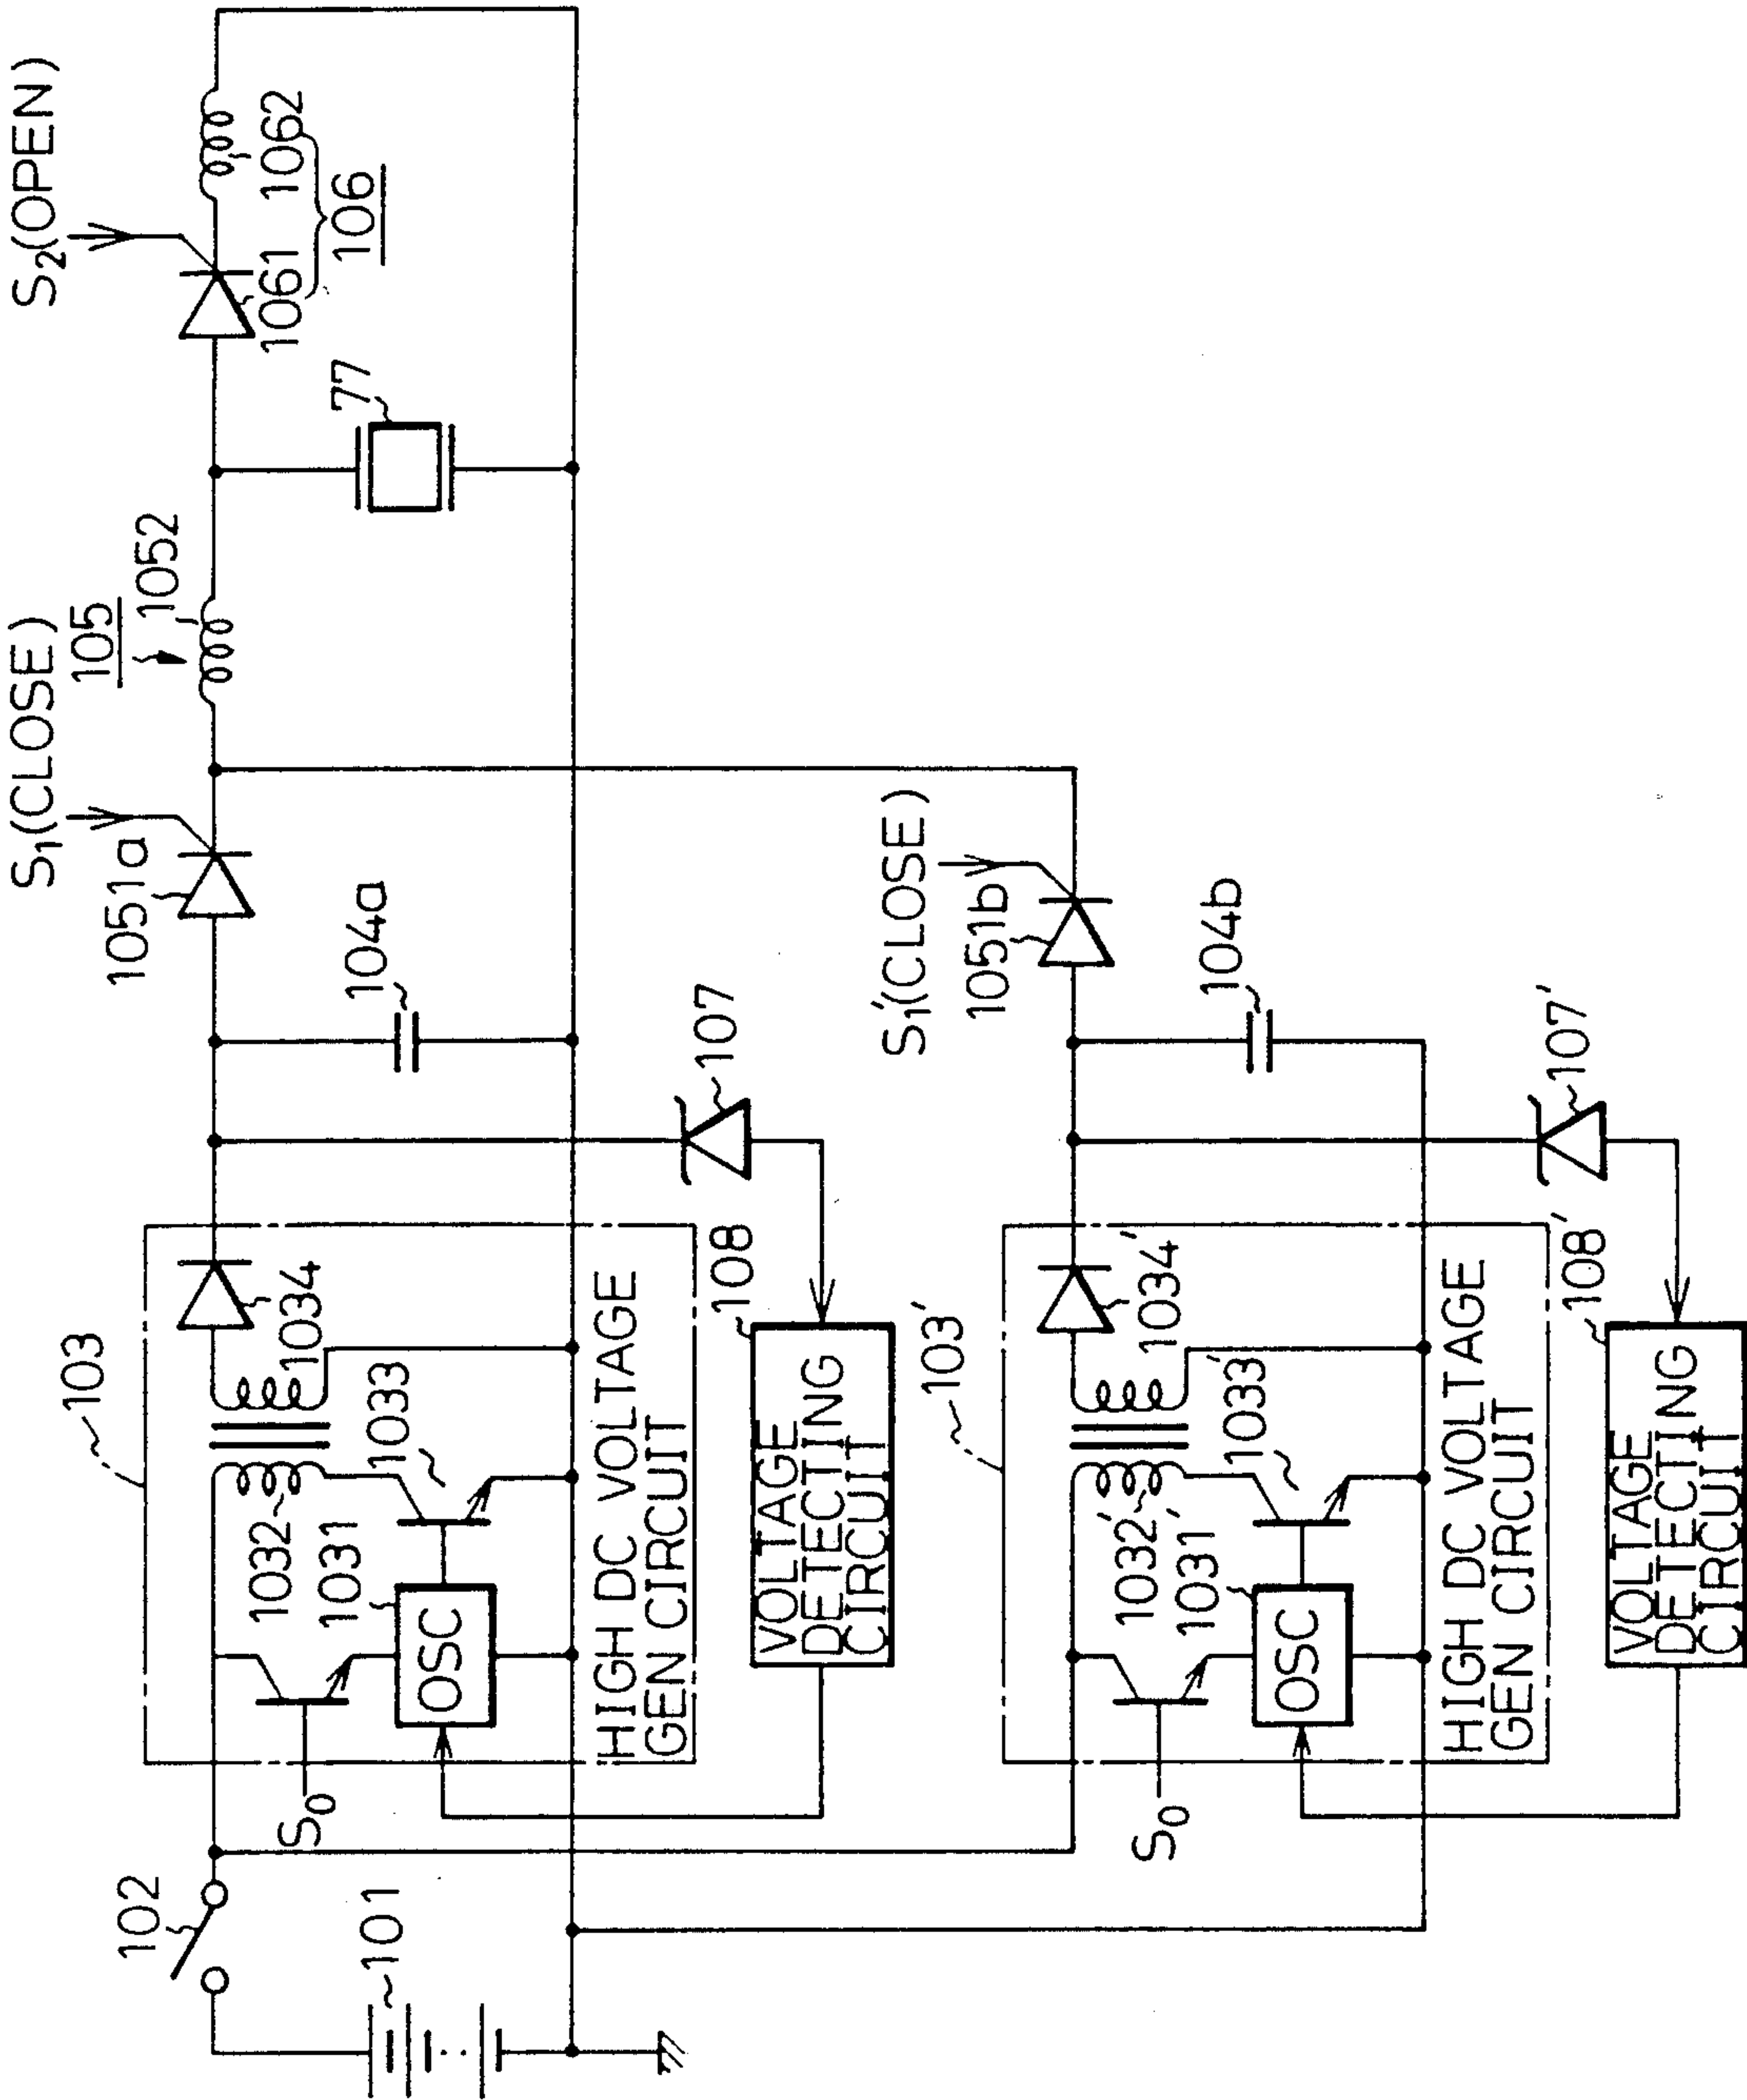 S₁(CLOSE)
S₂(OPEN)
105
1052
1051a
1061
1062
106
77
102
101
103
1034
1033
1032
1031
OSC
S₀
HIGH DC VOLTAGE
GEN CIRCUIT
104a
107
108
VOLTAGE
DETECTING
CIRCUIT
S₁'(CLOSE)
1051b
104b
103'
1034'
1033'
1032'
1031'
OSC
S₀
HIGH DC VOLTAGE
GEN CIRCUIT
107'
108'
VOLTAGE
DETECTING
CIRCUIT